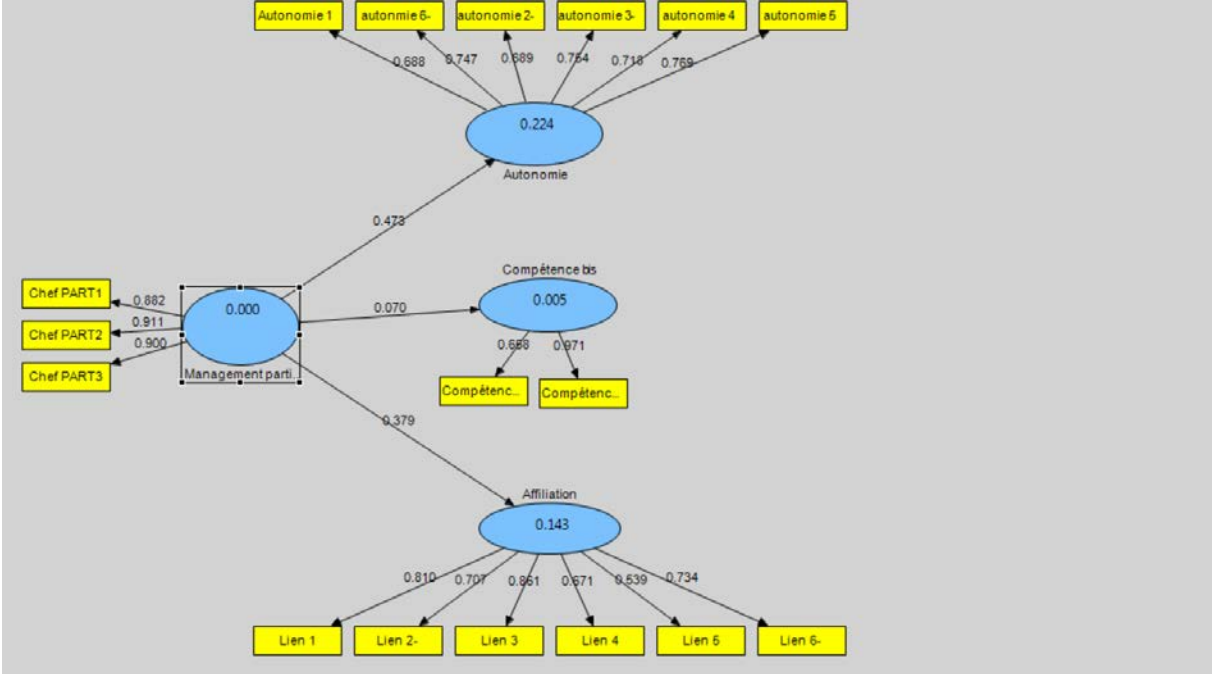 Autonomie 1
autonmie 6-
autonomie 2-
autonomie 3-
autonomie 4
autonomie 5
0.688
0.747
0.689
0.764
0.718
0.769
0.224
Autonomie
0.473
Chef PART1
Chef PART2
Chef PART3
0.882
0.911
0.900
0.000
Management parti...
0.070
Compétence bis
0.005
0.668
0.971
Compétenc...
Compétenc...
0.379
Affiliation
0.143
0.810
0.707
0.861
0.671
0.539
0.734
Lien 1
Lien 2-
Lien 3
Lien 4
Lien 5
Lien 6-